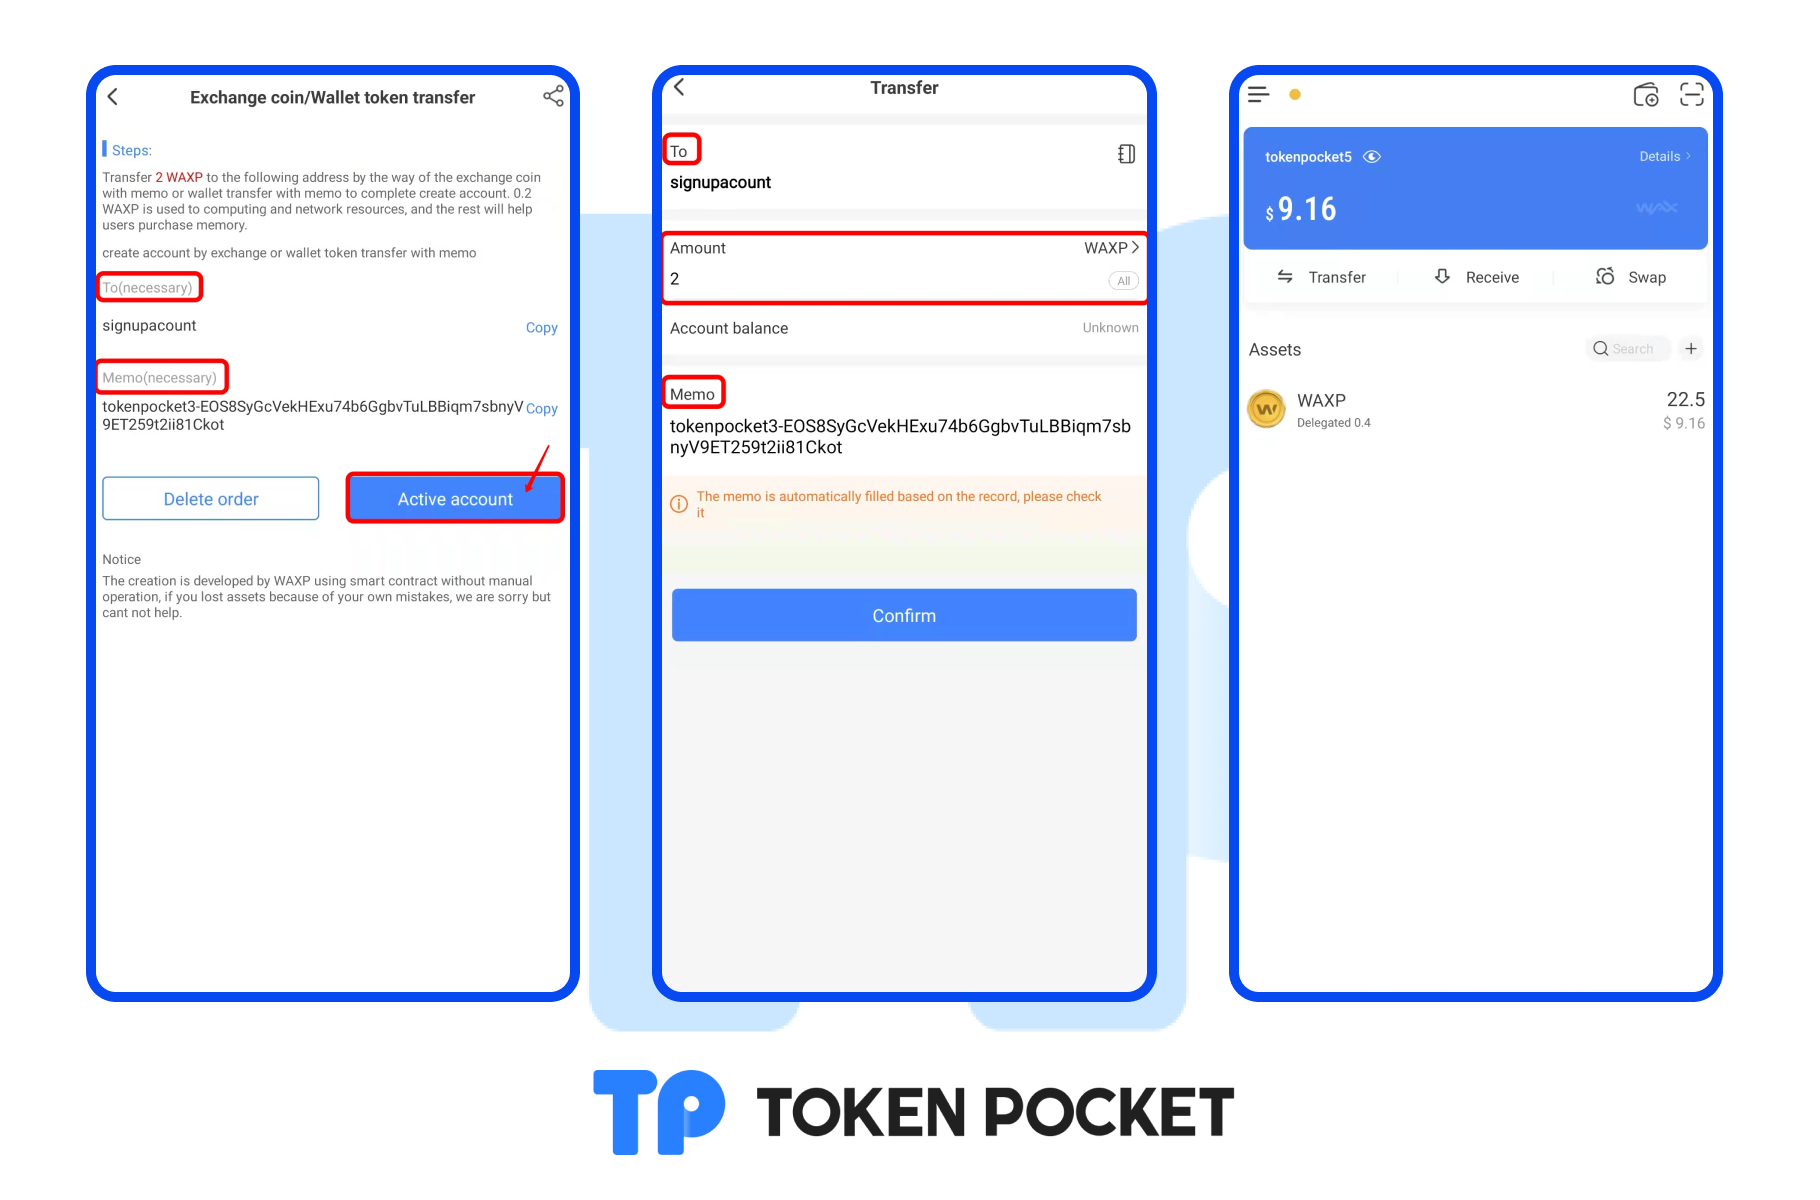 Exchange coin/Wallet token transfer
Steps:
Transfer 2 WAXP to the following address by the way of the exchange coin
with memo or wallet transfer with memo to complete create account. 0.2
WAXP is used to computing and network resources, and the rest will help
users purchase memory.
create account by exchange or wallet token transfer with memo
To(necessary)
signupacount
Copy
Memo(necessary)
tokenpocket3-EOS8SyGcVekHExu74b6GgbvTuLBBiqm7sbnyV
9ET259t2ii81Ckot
Copy
Delete order
Active account
Notice
The creation is developed by WAXP using smart contract without manual
operation, if you lost assets because of your own mistakes, we are sorry but
cant not help.
Transfer
To
signupacount
Amount
WAXP
2
All
Account balance
Unknown
Memo
tokenpocket3-EOS8SyGcVekHExu74b6GgbvTuLBBiqm7sb
nyV9ET259t2ii81Ckot
The memo is automatically filled based on the record, please check
it
Confirm
tokenpocket5
Details
$ 9.16
WAX
Transfer
Receive
Swap
Assets
Search
WAXP
22.5
Delegated 0.4
$ 9.16
TP TOKEN POCKET